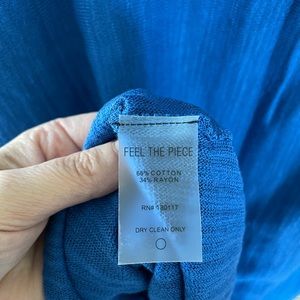 FEEL THE PIECE
66% COTTON
34% RAYON
RN# 130117
DRY CLEAN ONLY